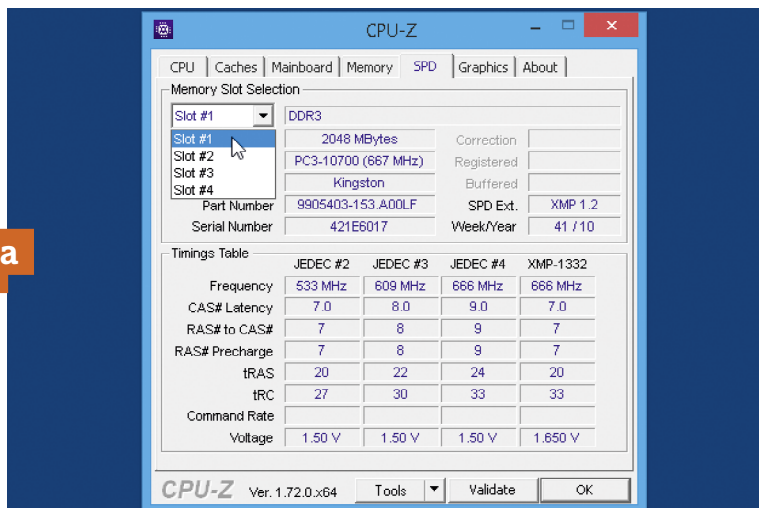 CPU-Z
CPU Caches Mainboard Memory SPD Graphics About
Memory Slot Selection
Slot #1 DDR3
Slot #1 2048 MBytes Correction
Slot #2 PC3-10700 (667 MHz) Registered
Slot #3 Kingston Buffered
Slot #4
Part Number 9905403-153.A00LF SPD Ext. XMP 1.2
Serial Number 421E6017 Week/Year 41 / 10
a
Timings Table
JEDEC #2 JEDEC #3 JEDEC #4 XMP-1332
Frequency 533 MHz 609 MHz 666 MHz 666 MHz
CAS# Latency 7.0 8.0 9.0 7.0
RAS# to CAS# 7 8 9 7
RAS# Precharge 7 8 9 7
tRAS 20 22 24 20
tRC 27 30 33 33
Command Rate
Voltage 1.50 V 1.50 V 1.50 V 1.650 V
CPU-Z Ver. 1.72.0.x64 Tools Validate OK